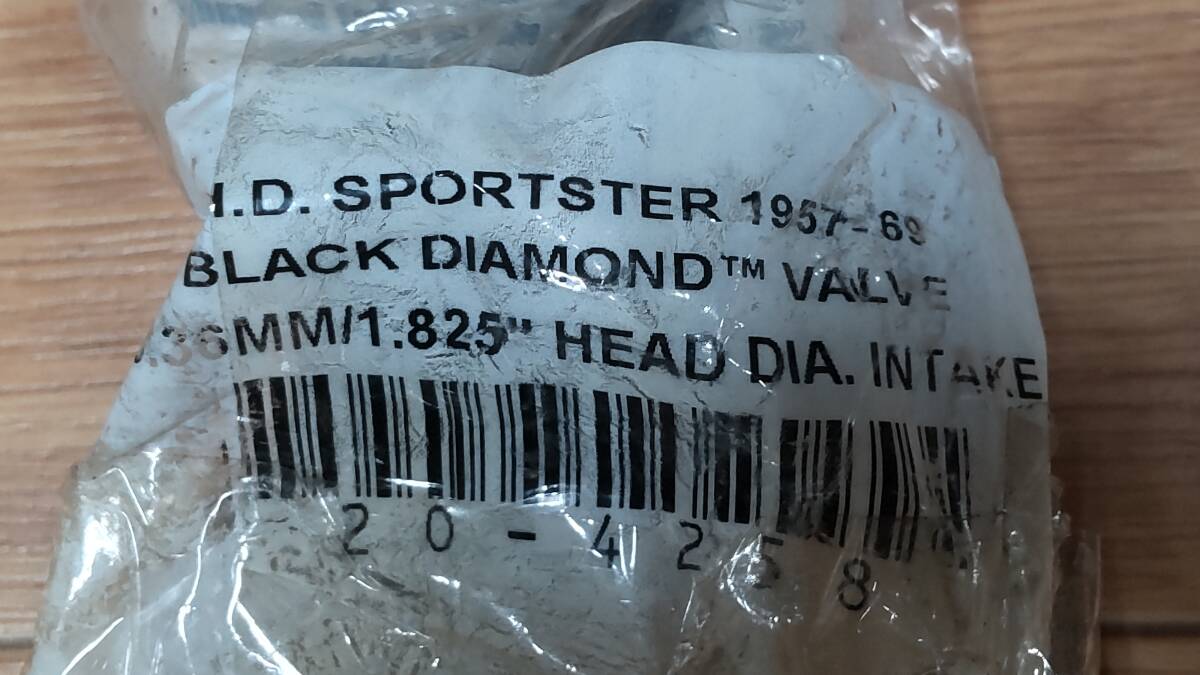 H.D. SPORTSTER 1957-69
BLACK DIAMOND™ VALVE
.36MM/1.825" HEAD DIA. INTAKE
20-4258